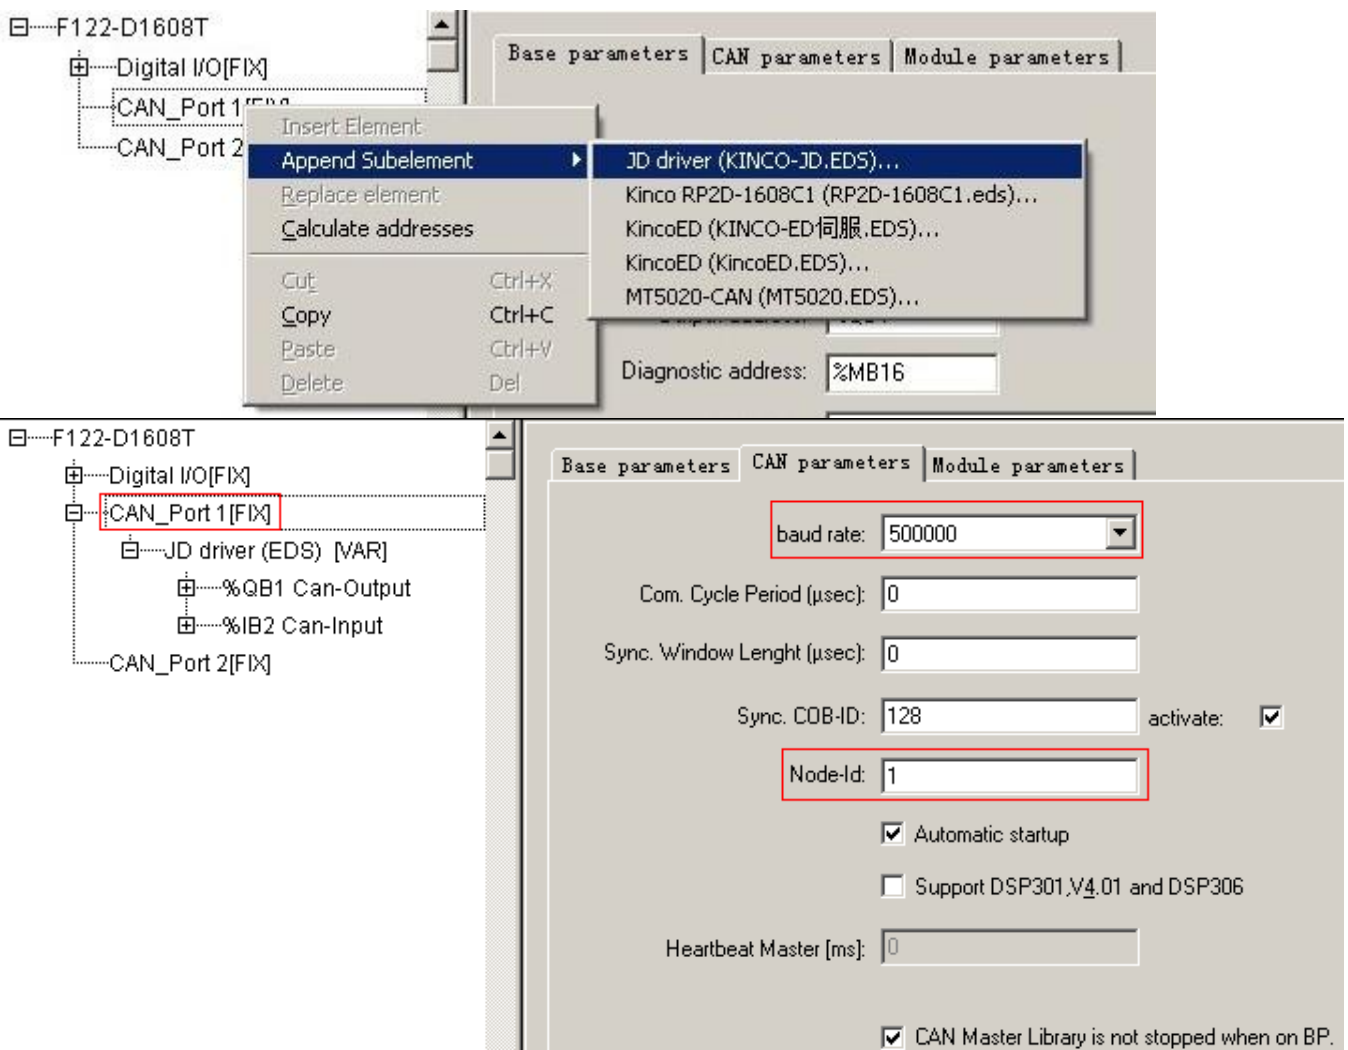 F122-D1608T
Digital I/O[FIX]
CAN_Port 1[FIX]
CAN_Port 2
Insert Element
Append Subelement
Replace element
Calculate addresses
Cut Ctrl+X
Copy Ctrl+C
Paste Ctrl+V
Delete Del
JD driver (KINCO-JD.EDS)...
Kinco RP2D-1608C1 (RP2D-1608C1.eds)...
KincoED (KINCO-ED伺服.EDS)...
KincoED (KincoED.EDS)...
MT5020-CAN (MT5020.EDS)...
Base parameters CAN parameters Module parameters
Diagnostic address: %MB16
F122-D1608T
Digital I/O[FIX]
CAN_Port 1[FIX]
JD driver (EDS) [VAR]
%QB1 Can-Output
%IB2 Can-Input
CAN_Port 2[FIX]
Base parameters CAN parameters Module parameters
baud rate: 500000
Com. Cycle Period (µsec): 0
Sync. Window Lenght (µsec): 0
Sync. COB-ID: 128 activate:
Node-Id: 1
Automatic startup
Support DSP301,V4.01 and DSP306
Heartbeat Master [ms]: 0
CAN Master Library is not stopped when on BP.